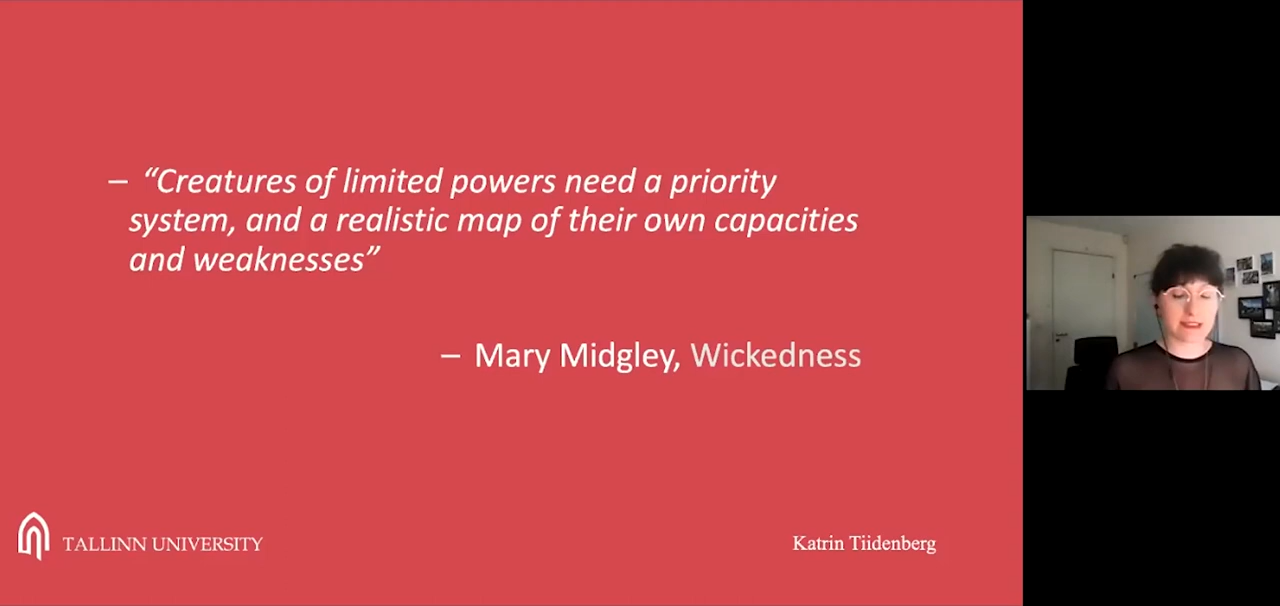 – “Creatures of limited powers need a priority
system, and a realistic map of their own capacities
and weaknesses”
– Mary Midgley, Wickedness
TALLINN UNIVERSITY
Katrin Tiidenberg